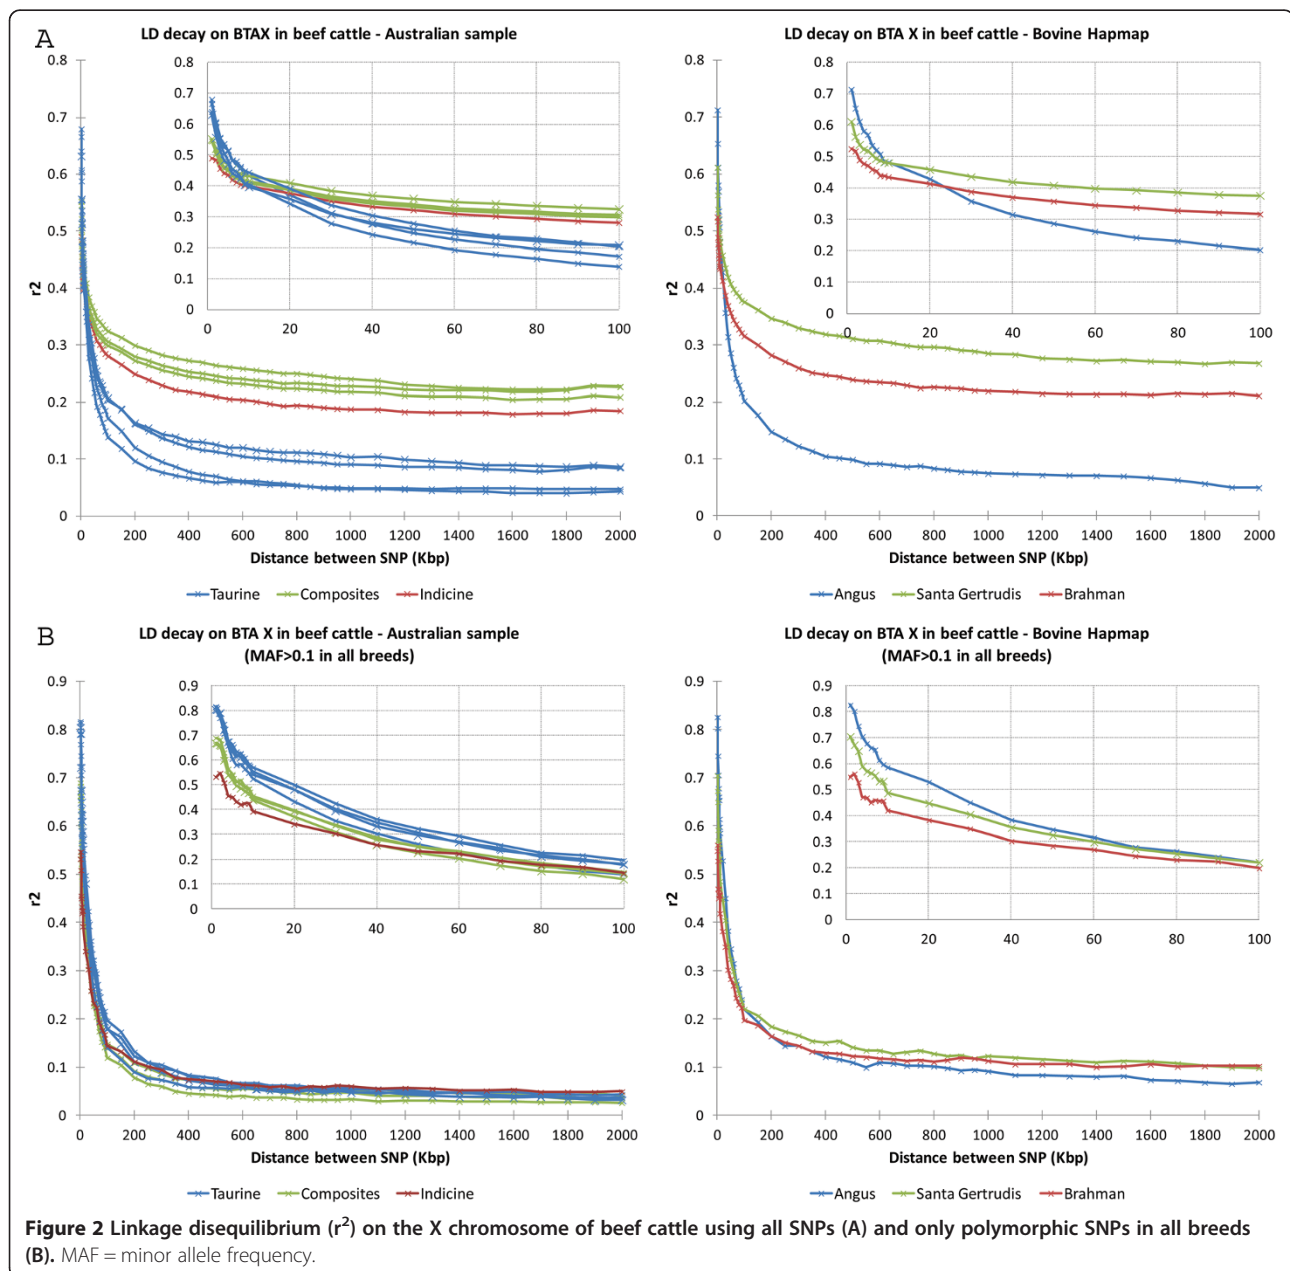 A
LD decay on BTAX in beef cattle - Australian sample
0.8
0.7
0.6
0.5
0.4
0.3
0.2
0.1
0
r2
0 200 400 600 800 1000 1200 1400 1600 1800 2000
Distance between SNP (Kbp)
0.8
0.7
0.6
0.5
0.4
0.3
0.2
0.1
0
0 20 40 60 80 100
Taurine Composites Indicine
LD decay on BTA X in beef cattle - Bovine Hapmap
0.8
0.7
0.6
0.5
0.4
0.3
0.2
0.1
0
r2
0 200 400 600 800 1000 1200 1400 1600 1800 2000
Distance between SNP (Kbp)
0.8
0.7
0.6
0.5
0.4
0.3
0.2
0.1
0
0 20 40 60 80 100
Angus Santa Gertrudis Brahman
B
LD decay on BTA X in beef cattle - Australian sample
(MAF>0.1 in all breeds)
0.9
0.8
0.7
0.6
0.5
0.4
0.3
0.2
0.1
0
r2
0 200 400 600 800 1000 1200 1400 1600 1800 2000
Distance between SNP (Kbp)
0.9
0.8
0.7
0.6
0.5
0.4
0.3
0.2
0.1
0
0 20 40 60 80 100
Taurine Composites Indicine
LD decay on BTA X in beef cattle - Bovine Hapmap
(MAF>0.1 in all breeds)
0.9
0.8
0.7
0.6
0.5
0.4
0.3
0.2
0.1
0
r2
0 200 400 600 800 1000 1200 1400 1600 1800 2000
Distance between SNP (Kbp)
0.9
0.8
0.7
0.6
0.5
0.4
0.3
0.2
0.1
0
0 20 40 60 80 100
Angus Santa Gertrudis Brahman
Figure 2 Linkage disequilibrium (r²) on the X chromosome of beef cattle using all SNPs (A) and only polymorphic SNPs in all breeds
(B). MAF = minor allele frequency.